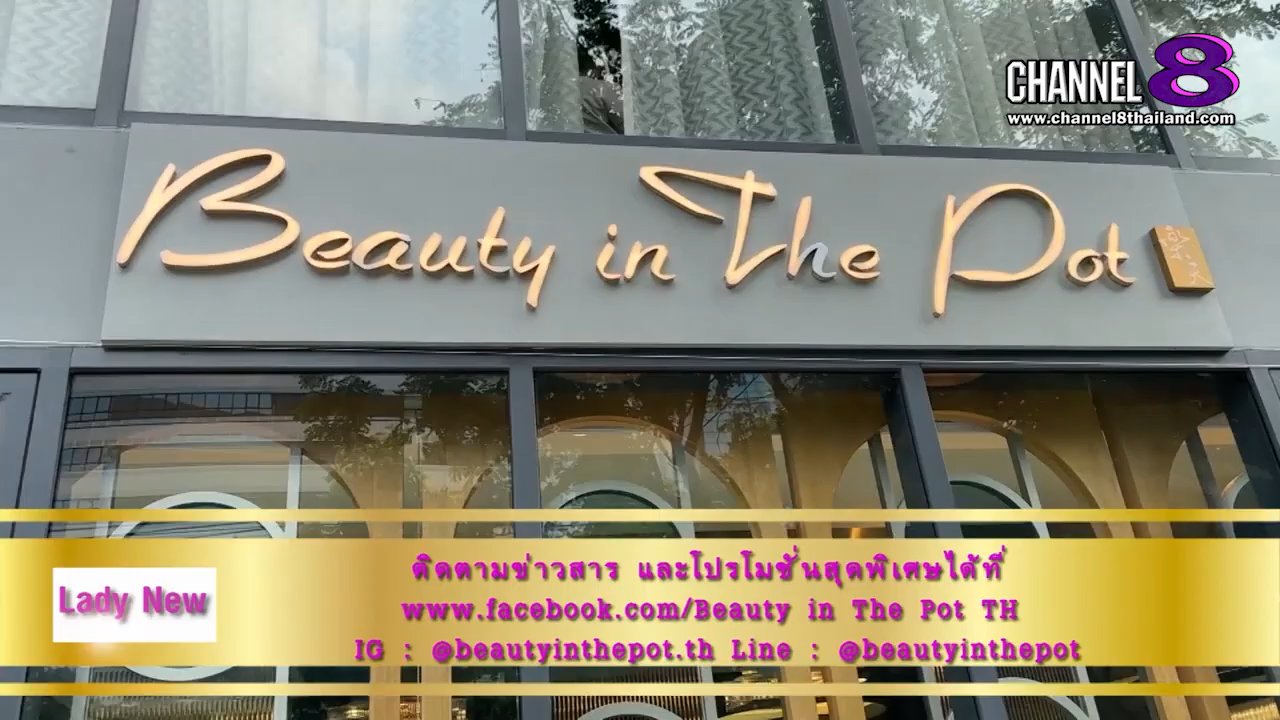 CHANNEL 8
www.channel8thailand.com
Beauty in The Pot
Lady New
ติดตามข่าวสาร และโปรโมชั่นสุดพิเศษได้ที่
www.facebook.com/Beauty in The Pot TH
IG : @beautyinthepot.th Line : @beautyinthepot